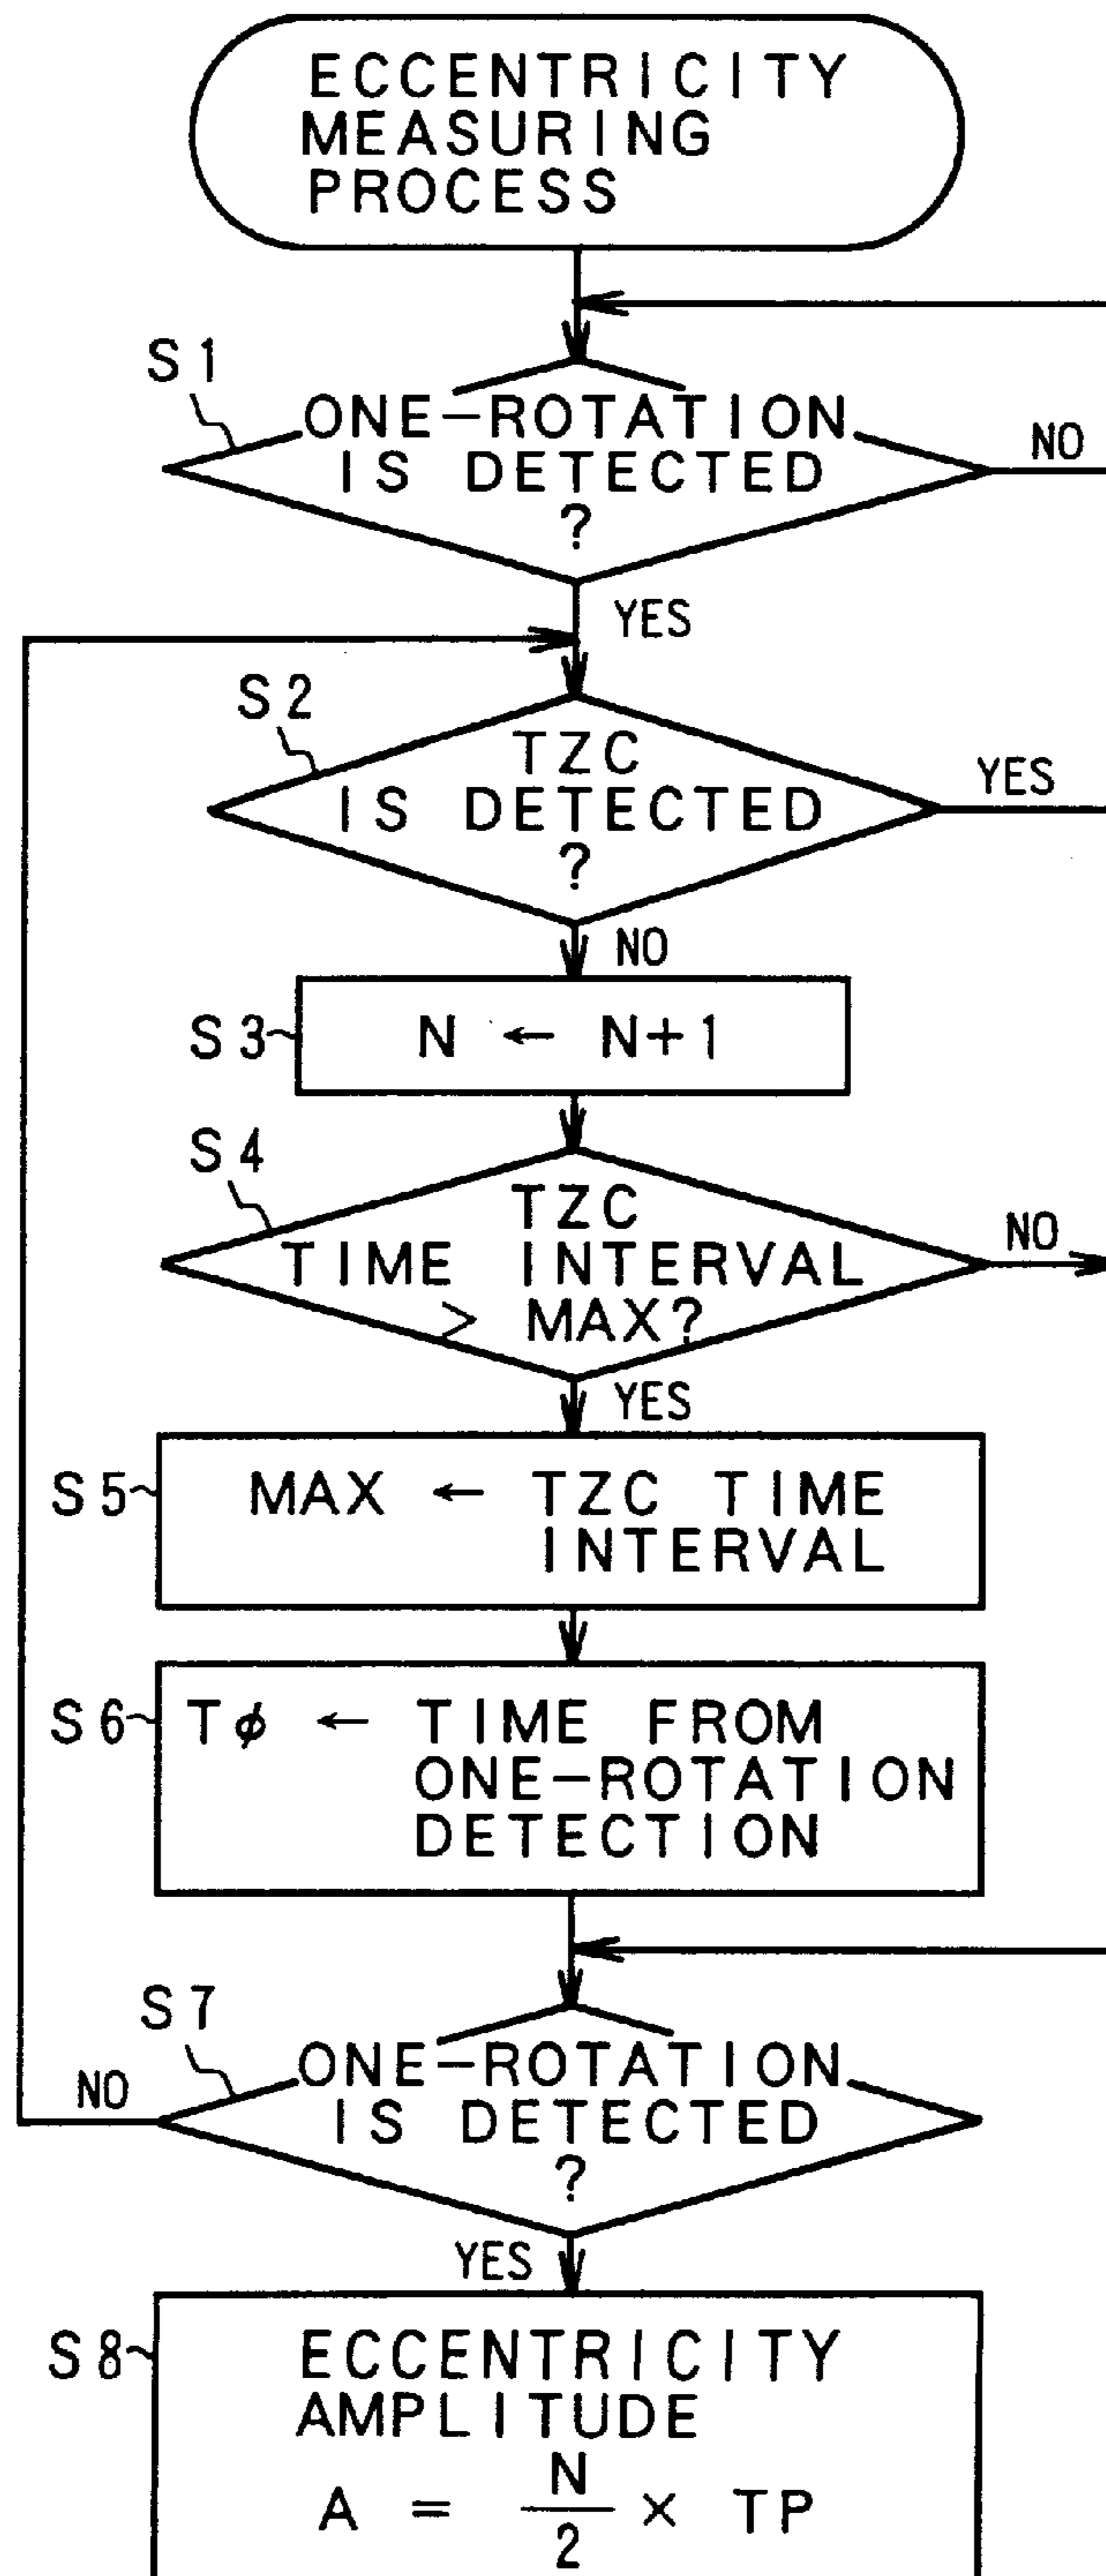 ECCENTRICITY
MEASURING
PROCESS
S1
ONE-ROTATION
IS DETECTED
?
NO
YES
S2
TZC
IS DETECTED
?
YES
NO
S3
N ← N+1
S4
TZC
TIME INTERVAL
> MAX?
NO
YES
S5
MAX ← TZC TIME
INTERVAL
S6
Tϕ ← TIME FROM
ONE-ROTATION
DETECTION
S7
ONE-ROTATION
IS DETECTED
?
NO
YES
S8
ECCENTRICITY
AMPLITUDE
A = N/2 × TP